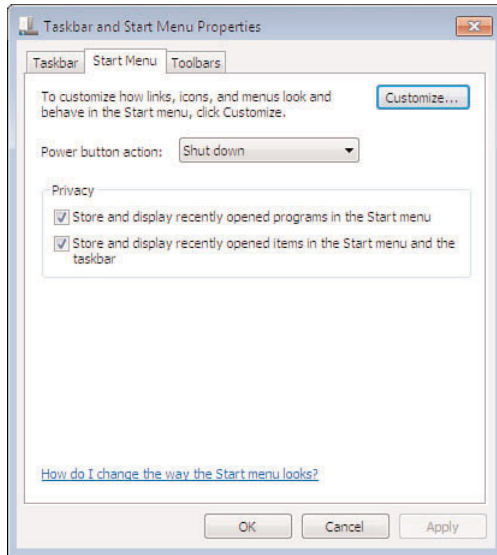 Taskbar and Start Menu Properties
Taskbar Start Menu Toolbars
To customize how links, icons, and menus look and
behave in the Start menu, click Customize.
Customize...
Power button action: Shut down
Privacy
Store and display recently opened programs in the Start menu
Store and display recently opened items in the Start menu and the
taskbar
How do I change the way the Start menu looks?
OK Cancel Apply